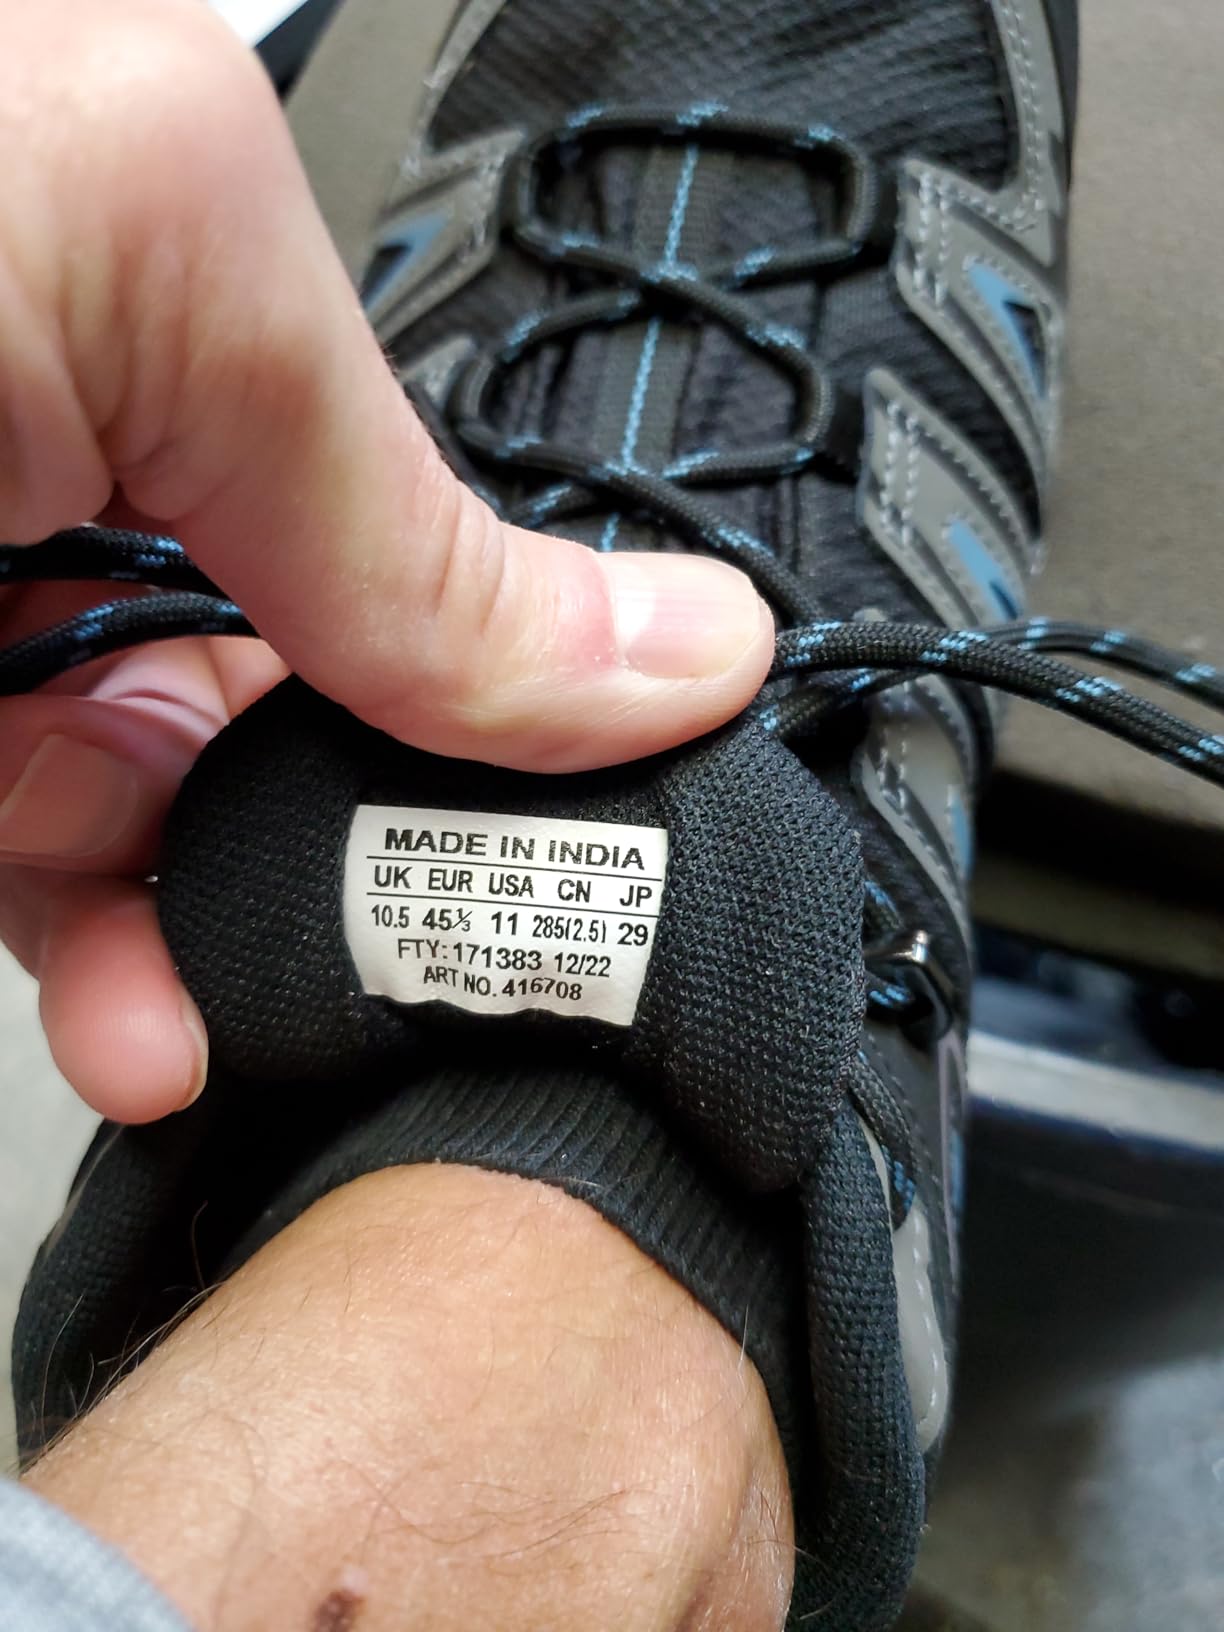 MADE IN INDIA
UK EUR USA CN JP
10.5 45⅓ 11 285(2.5) 29
FTY: 171383 12/22
ART NO. 416708